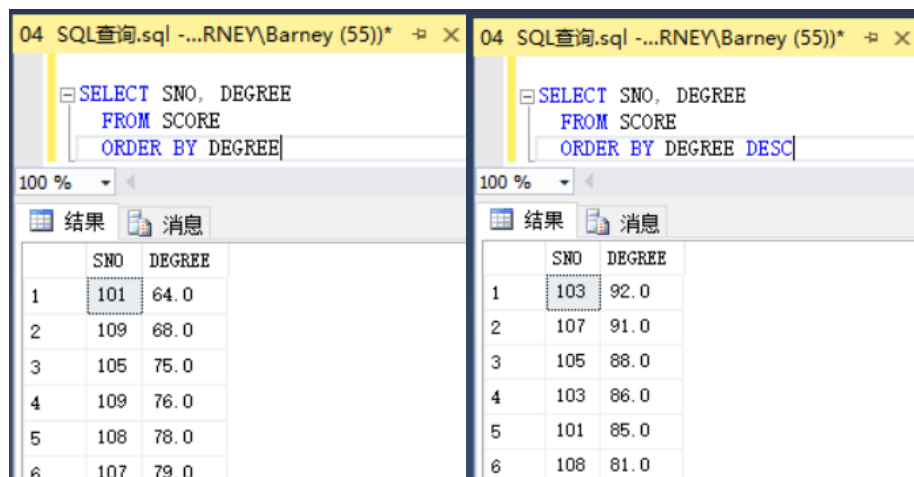 04 SQL查询.sql -...RNEY\Barney (55))*
SELECT SNO, DEGREE
FROM SCORE
ORDER BY DEGREE
100 %
结果 消息
SNO DEGREE
1 101 64.0
2 109 68.0
3 105 75.0
4 109 76.0
5 108 78.0
6 107 79.0
04 SQL查询.sql -...RNEY\Barney (55))*
SELECT SNO, DEGREE
FROM SCORE
ORDER BY DEGREE DESC
100 %
结果 消息
SNO DEGREE
1 103 92.0
2 107 91.0
3 105 88.0
4 103 86.0
5 101 85.0
6 108 81.0